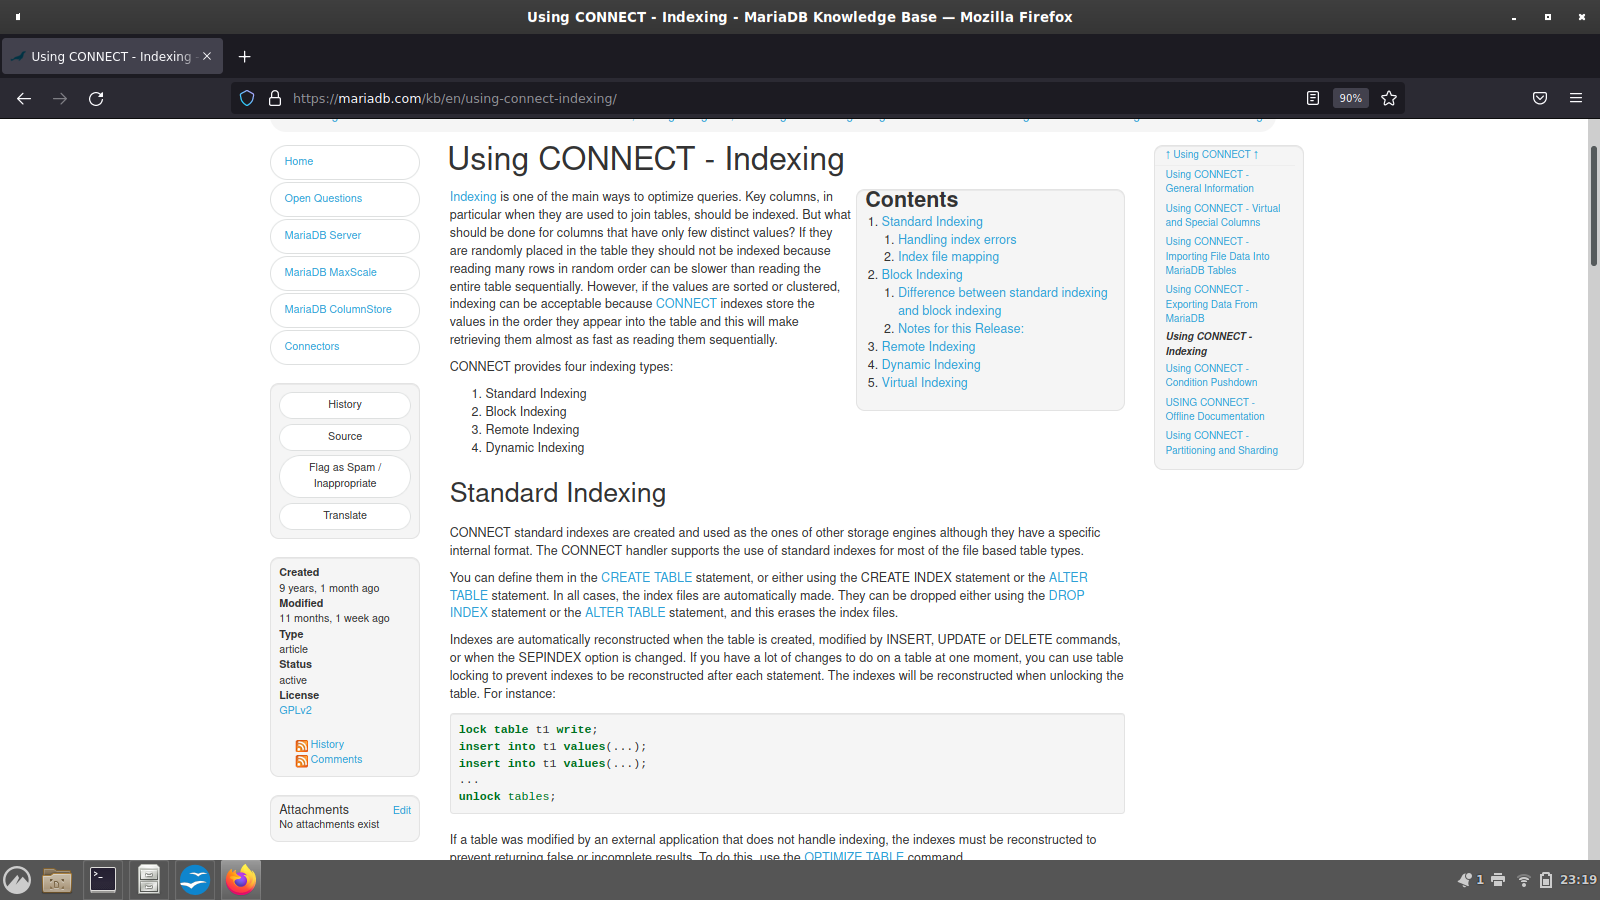 Using CONNECT - Indexing - MariaDB Knowledge Base — Mozilla Firefox
Using CONNECT - Indexing
https://mariadb.com/kb/en/using-connect-indexing/
90%
Home
Open Questions
MariaDB Server
MariaDB MaxScale
MariaDB ColumnStore
Connectors
History
Source
Flag as Spam /
Inappropriate
Translate
Created
9 years, 1 month ago
Modified
11 months, 1 week ago
Type
article
Status
active
License
GPLv2
History
Comments
Attachments Edit
No attachments exist
Using CONNECT - Indexing
Indexing is one of the main ways to optimize queries. Key columns, in
particular when they are used to join tables, should be indexed. But what
should be done for columns that have only few distinct values? If they
are randomly placed in the table they should not be indexed because
reading many rows in random order can be slower than reading the
entire table sequentially. However, if the values are sorted or clustered,
indexing can be acceptable because CONNECT indexes store the
values in the order they appear into the table and this will make
retrieving them almost as fast as reading them sequentially.
CONNECT provides four indexing types:
1. Standard Indexing
2. Block Indexing
3. Remote Indexing
4. Dynamic Indexing
Contents
1. Standard Indexing
1. Handling index errors
2. Index file mapping
2. Block Indexing
1. Difference between standard indexing
and block indexing
2. Notes for this Release:
3. Remote Indexing
4. Dynamic Indexing
5. Virtual Indexing
Standard Indexing
CONNECT standard indexes are created and used as the ones of other storage engines although they have a specific
internal format. The CONNECT handler supports the use of standard indexes for most of the file based table types.
You can define them in the CREATE TABLE statement, or either using the CREATE INDEX statement or the ALTER
TABLE statement. In all cases, the index files are automatically made. They can be dropped either using the DROP
INDEX statement or the ALTER TABLE statement, and this erases the index files.
Indexes are automatically reconstructed when the table is created, modified by INSERT, UPDATE or DELETE commands,
or when the SEPINDEX option is changed. If you have a lot of changes to do on a table at one moment, you can use table
locking to prevent indexes to be reconstructed after each statement. The indexes will be reconstructed when unlocking the
table. For instance:
lock table t1 write;
insert into t1 values(...);
insert into t1 values(...);
...
unlock tables;
If a table was modified by an external application that does not handle indexing, the indexes must be reconstructed to
prevent returning false or incomplete results. To do this, use the OPTIMIZE TABLE command.
↑ Using CONNECT ↑
Using CONNECT -
General Information
Using CONNECT - Virtual
and Special Columns
Using CONNECT -
Importing File Data Into
MariaDB Tables
Using CONNECT -
Exporting Data From
MariaDB
Using CONNECT -
Indexing
Using CONNECT -
Condition Pushdown
USING CONNECT -
Offline Documentation
Using CONNECT -
Partitioning and Sharding
1
23:19